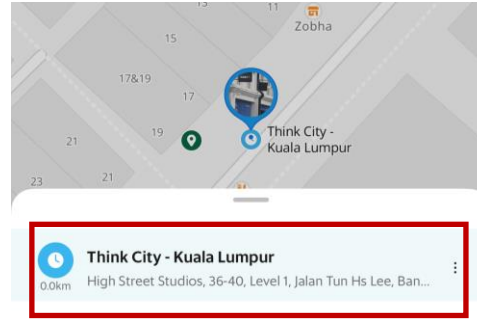 13
11
Zobha
15
17&19
17
19
21
Think City -
Kuala Lumpur
23
21
Think City - Kuala Lumpur
0.0km
High Street Studios, 36-40, Level 1, Jalan Tun Hs Lee, Ban...